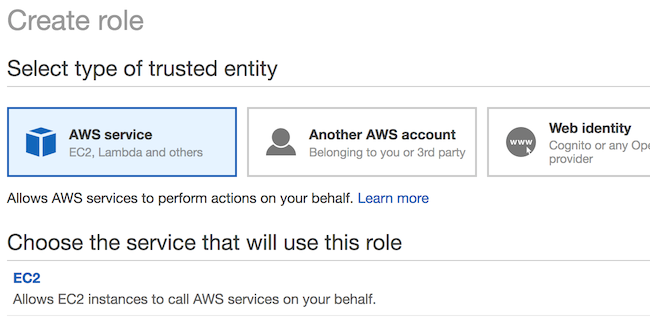 Create role
Select type of trusted entity
AWS service
EC2, Lambda and others
Another AWS account
Belonging to you or 3rd party
www
Web identity
Cognito or any
provider
Allows AWS services to perform actions on your behalf. Learn more
Choose the service that will use this role
EC2
Allows EC2 instances to call AWS services on your behalf.